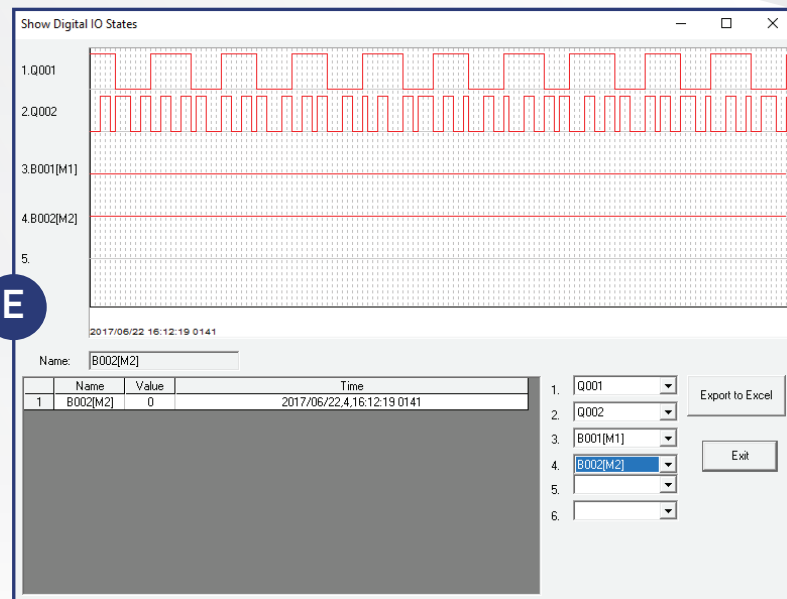 Show Digital IO States
1.Q001
2.Q002
3.B001[M1]
4.B002[M2]
5.
E
2017/06/22 16:12:19 0141
Name: B002[M2]
Name Value Time
1 B002[M2] 0 2017/06/22,4,16:12:19 0141
1. Q001
2. Q002
3. B001[M1]
4. B002[M2]
5.
6.
Export to Excel
Exit